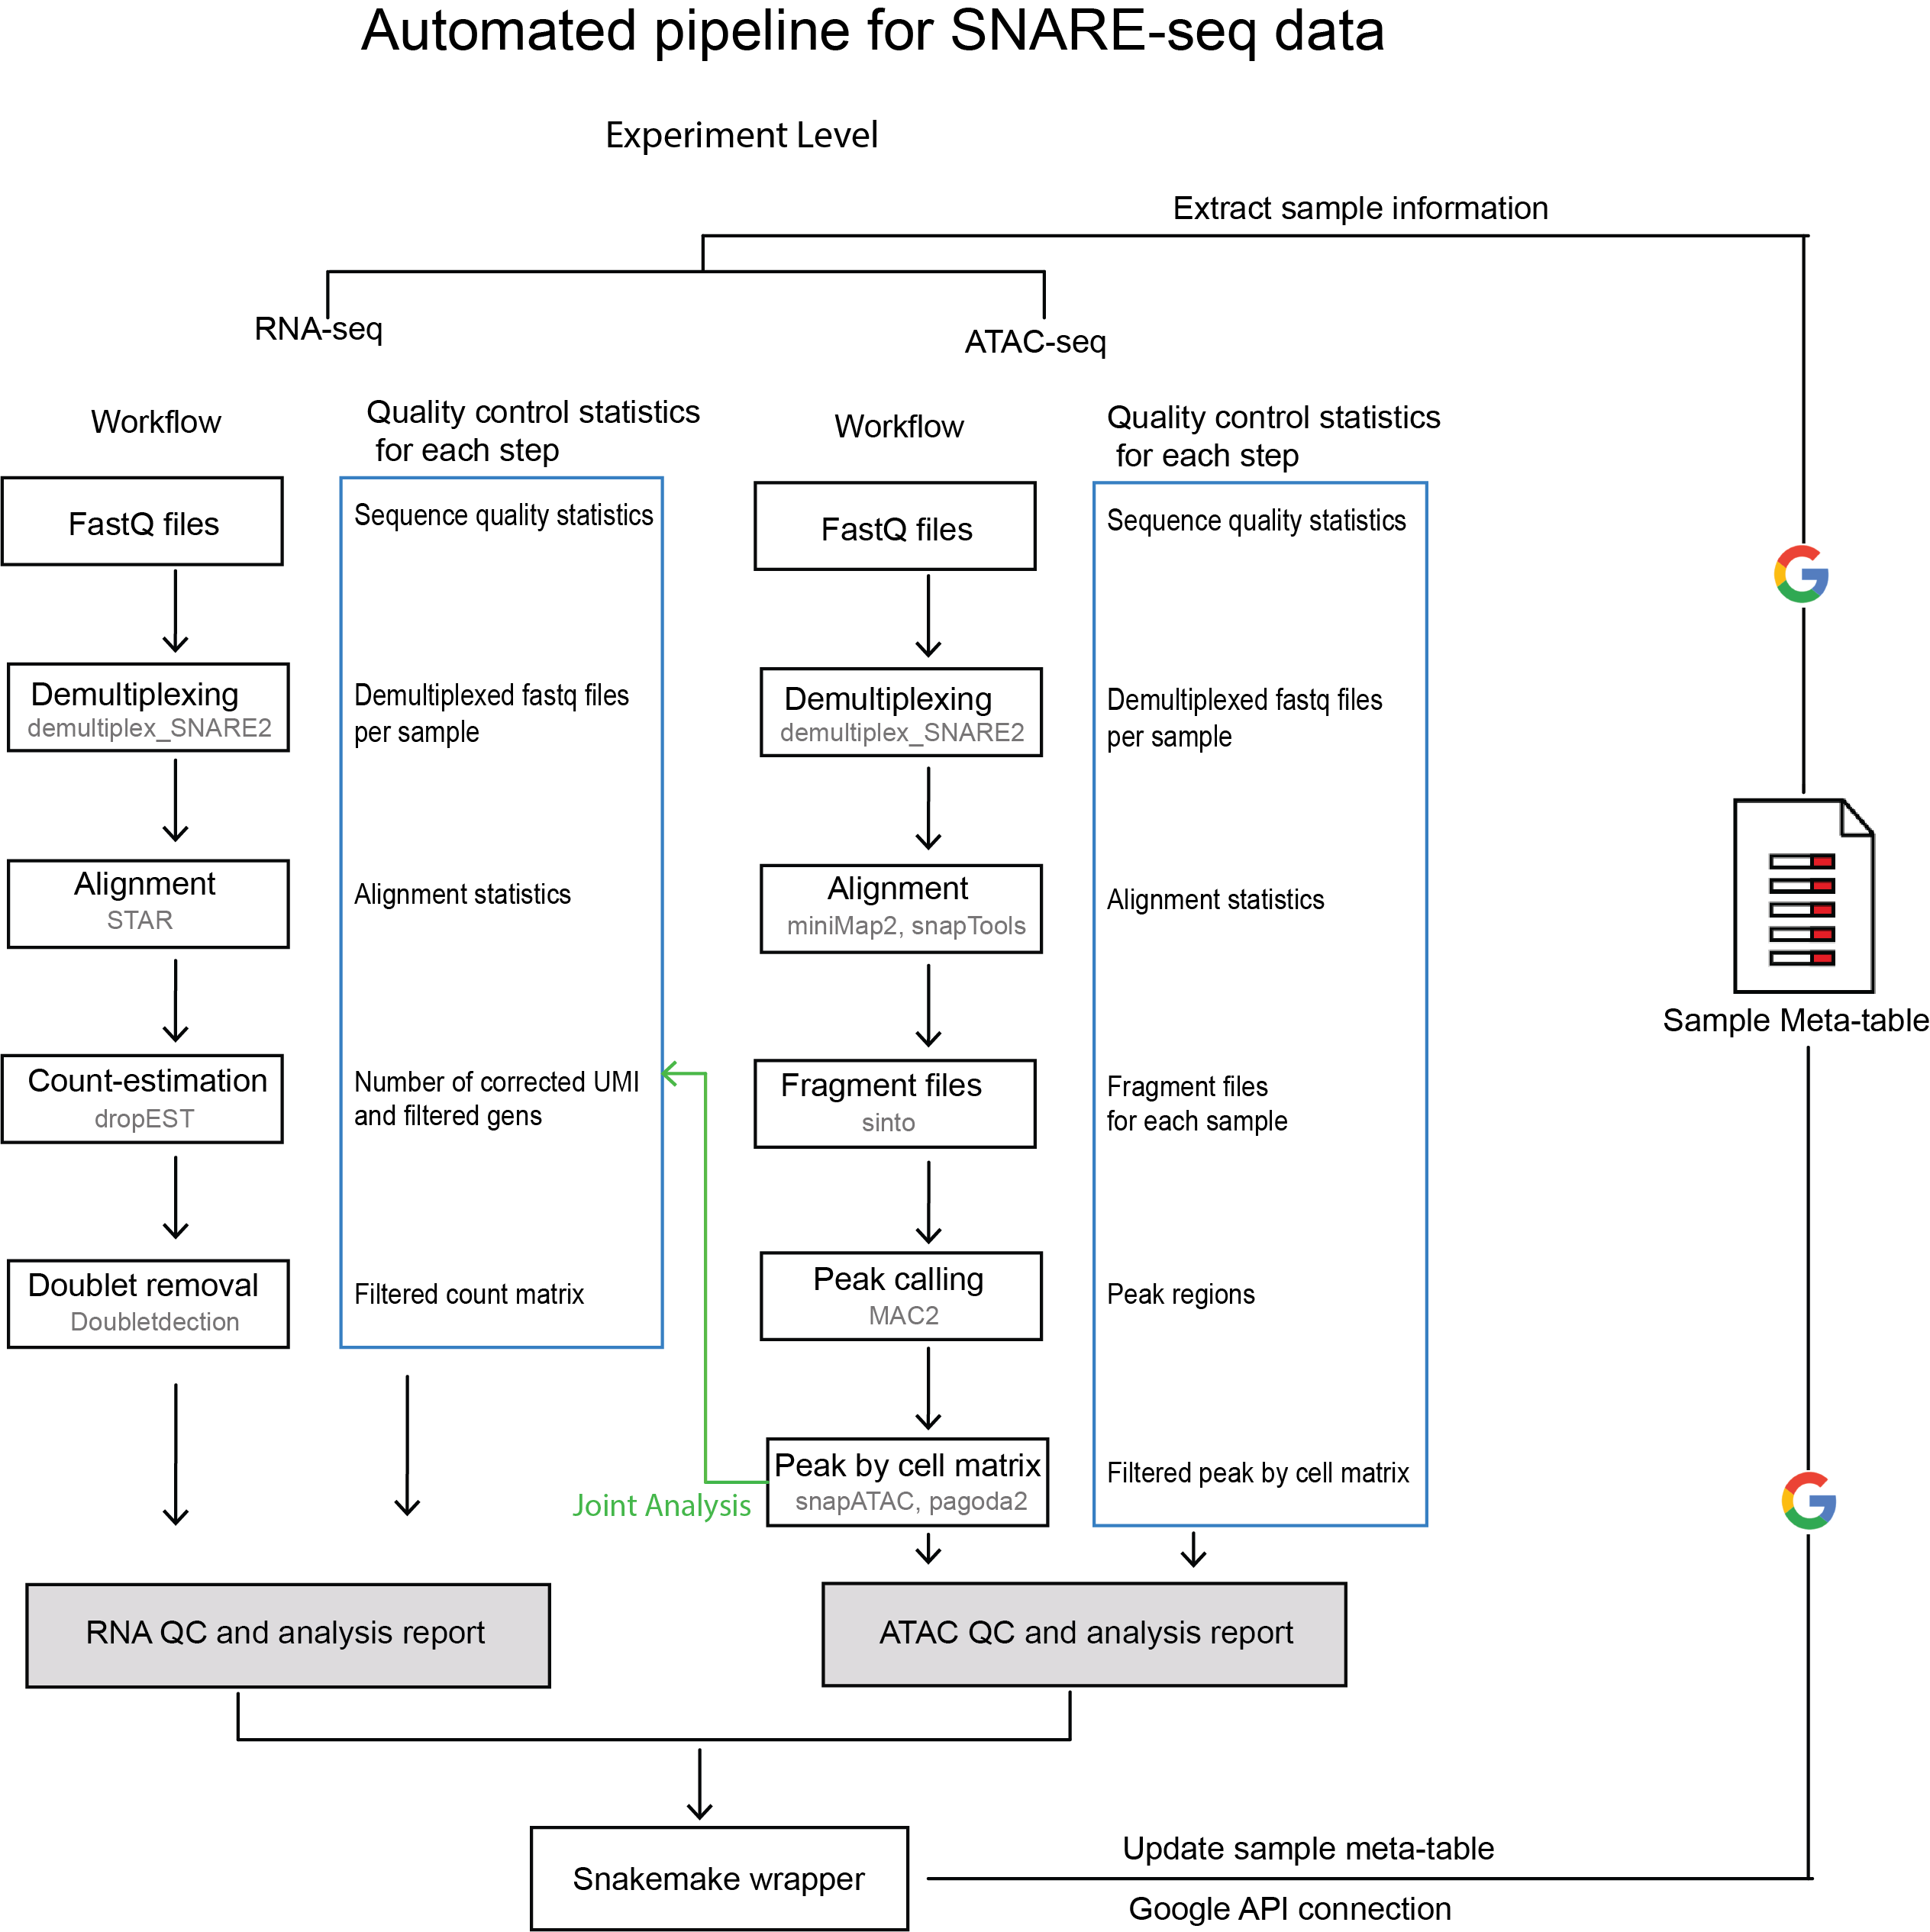 Automated pipeline for SNARE-seq data
Experiment Level
Extract sample information
RNA-seq
ATAC-seq
Workflow
Quality control statistics
for each step
FastQ files
Sequence quality statistics
Demultiplexing
demultiplex_SNARE2
Demultiplexed fastq files
per sample
Alignment
STAR
Alignment statistics
Count-estimation
dropEST
Number of corrected UMI
and filtered gens
Doublet removal
Doubletdection
Filtered count matrix
Workflow
Quality control statistics
for each step
FastQ files
Sequence quality statistics
Demultiplexing
demultiplex_SNARE2
Demultiplexed fastq files
per sample
Alignment
miniMap2, snapTools
Alignment statistics
Fragment files
sinto
Fragment files
for each sample
Peak calling
MAC2
Peak regions
Joint Analysis
Peak by cell matrix
snapATAC, pagoda2
Filtered peak by cell matrix
Sample Meta-table
RNA QC and analysis report
ATAC QC and analysis report
Snakemake wrapper
Update sample meta-table
Google API connection